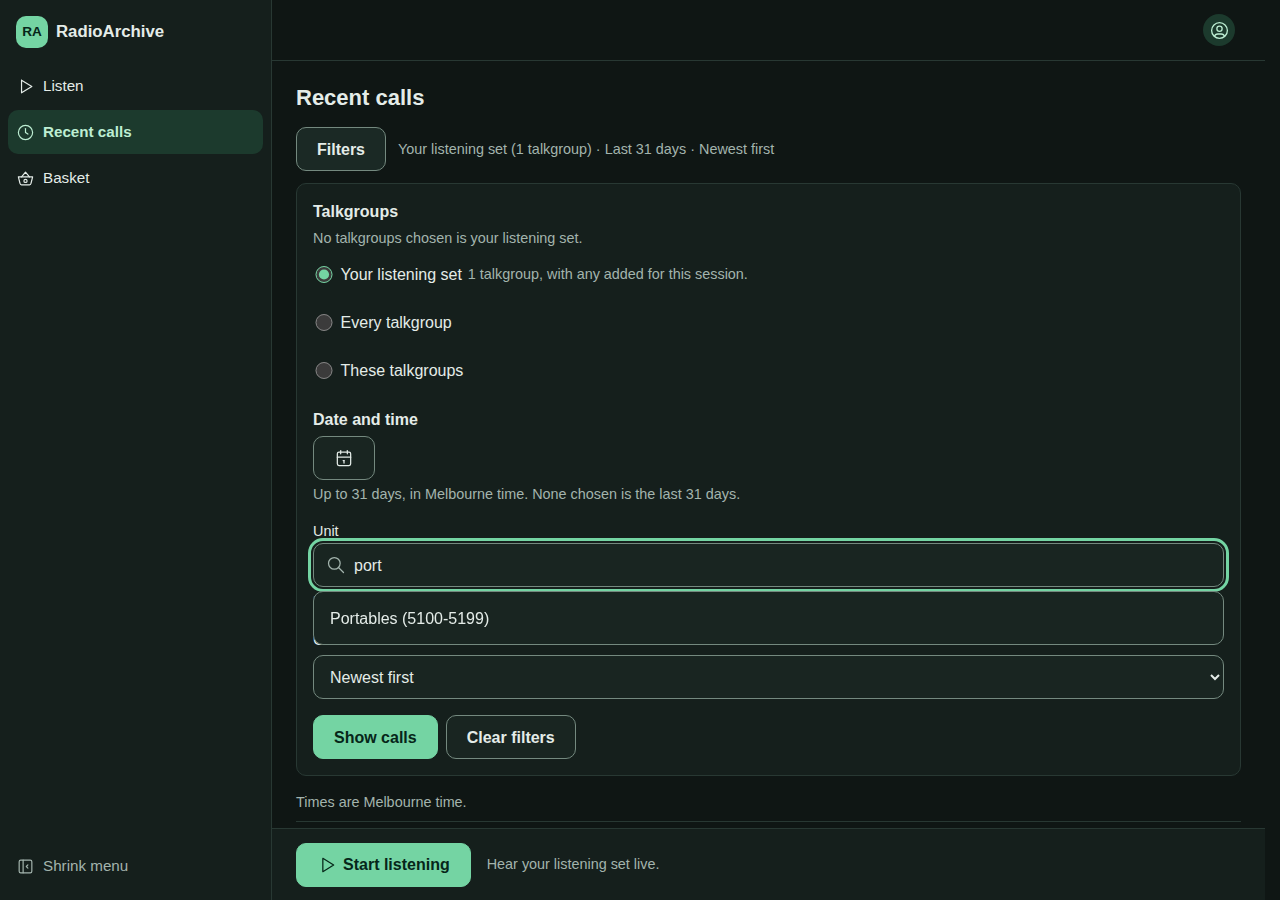 RA RadioArchive
Listen
Recent calls
Basket
Shrink menu
Recent calls
Filters Your listening set (1 talkgroup) · Last 31 days · Newest first
Talkgroups
No talkgroups chosen is your listening set.
Your listening set 1 talkgroup, with any added for this session.
Every talkgroup
These talkgroups
Date and time
Up to 31 days, in Melbourne time. None chosen is the last 31 days.
Unit
port
Portables (5100-5199)
Newest first
Show calls Clear filters
Times are Melbourne time.
Start listening Hear your listening set live.